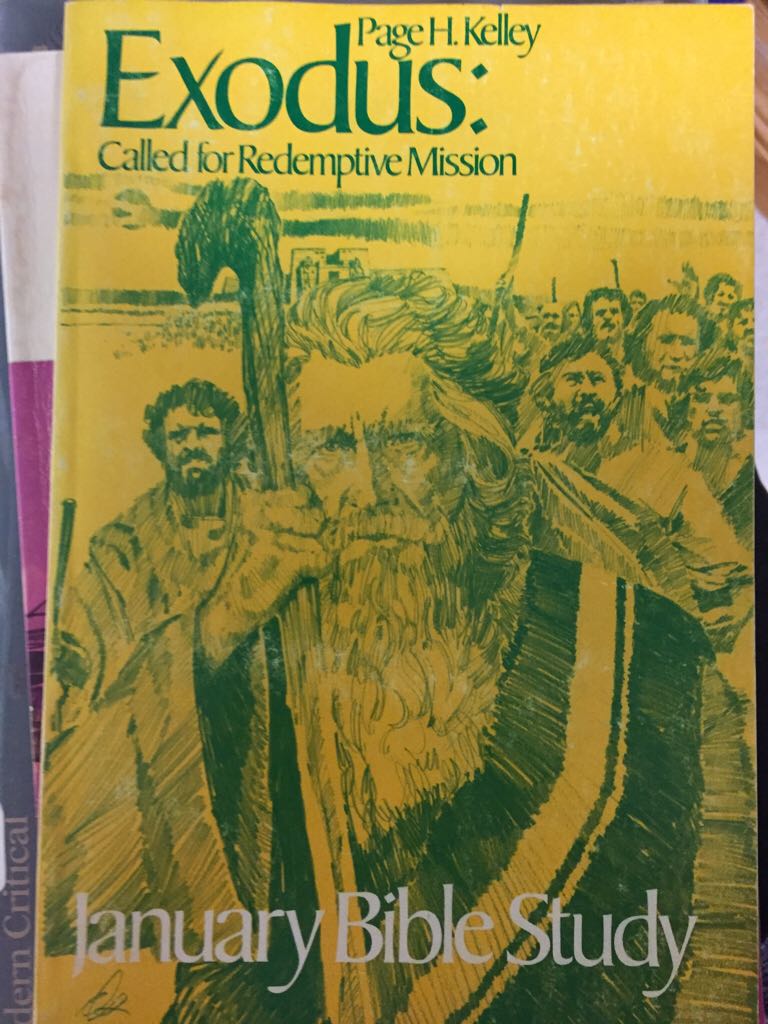 Page H. Kelley
Exodus:
Called for Redemptive Mission
January Bible Study
dern Critical